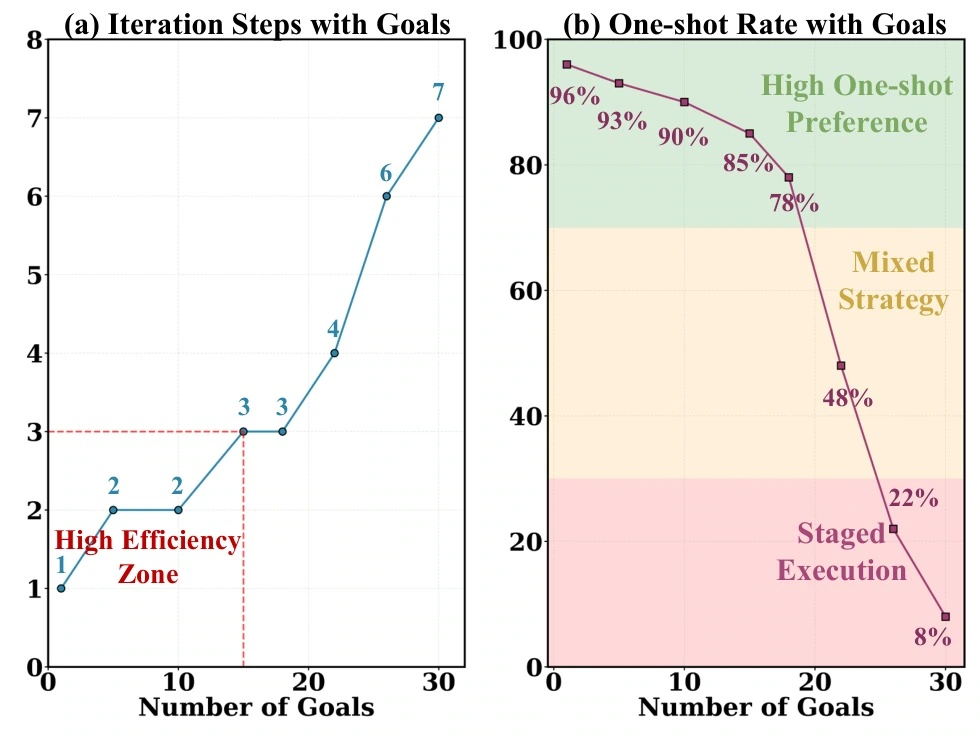 (a) Iteration Steps with Goals
8
7
6
5
4
3
2
1
0
0 10 20 30
Number of Goals
1
2
2
3
3
4
6
7
High Efficiency
Zone
(b) One-shot Rate with Goals
100
80
60
40
20
0
0 10 20 30
Number of Goals
96%
93%
90%
85%
78%
48%
22%
8%
High One-shot
Preference
Mixed
Strategy
Staged
Execution